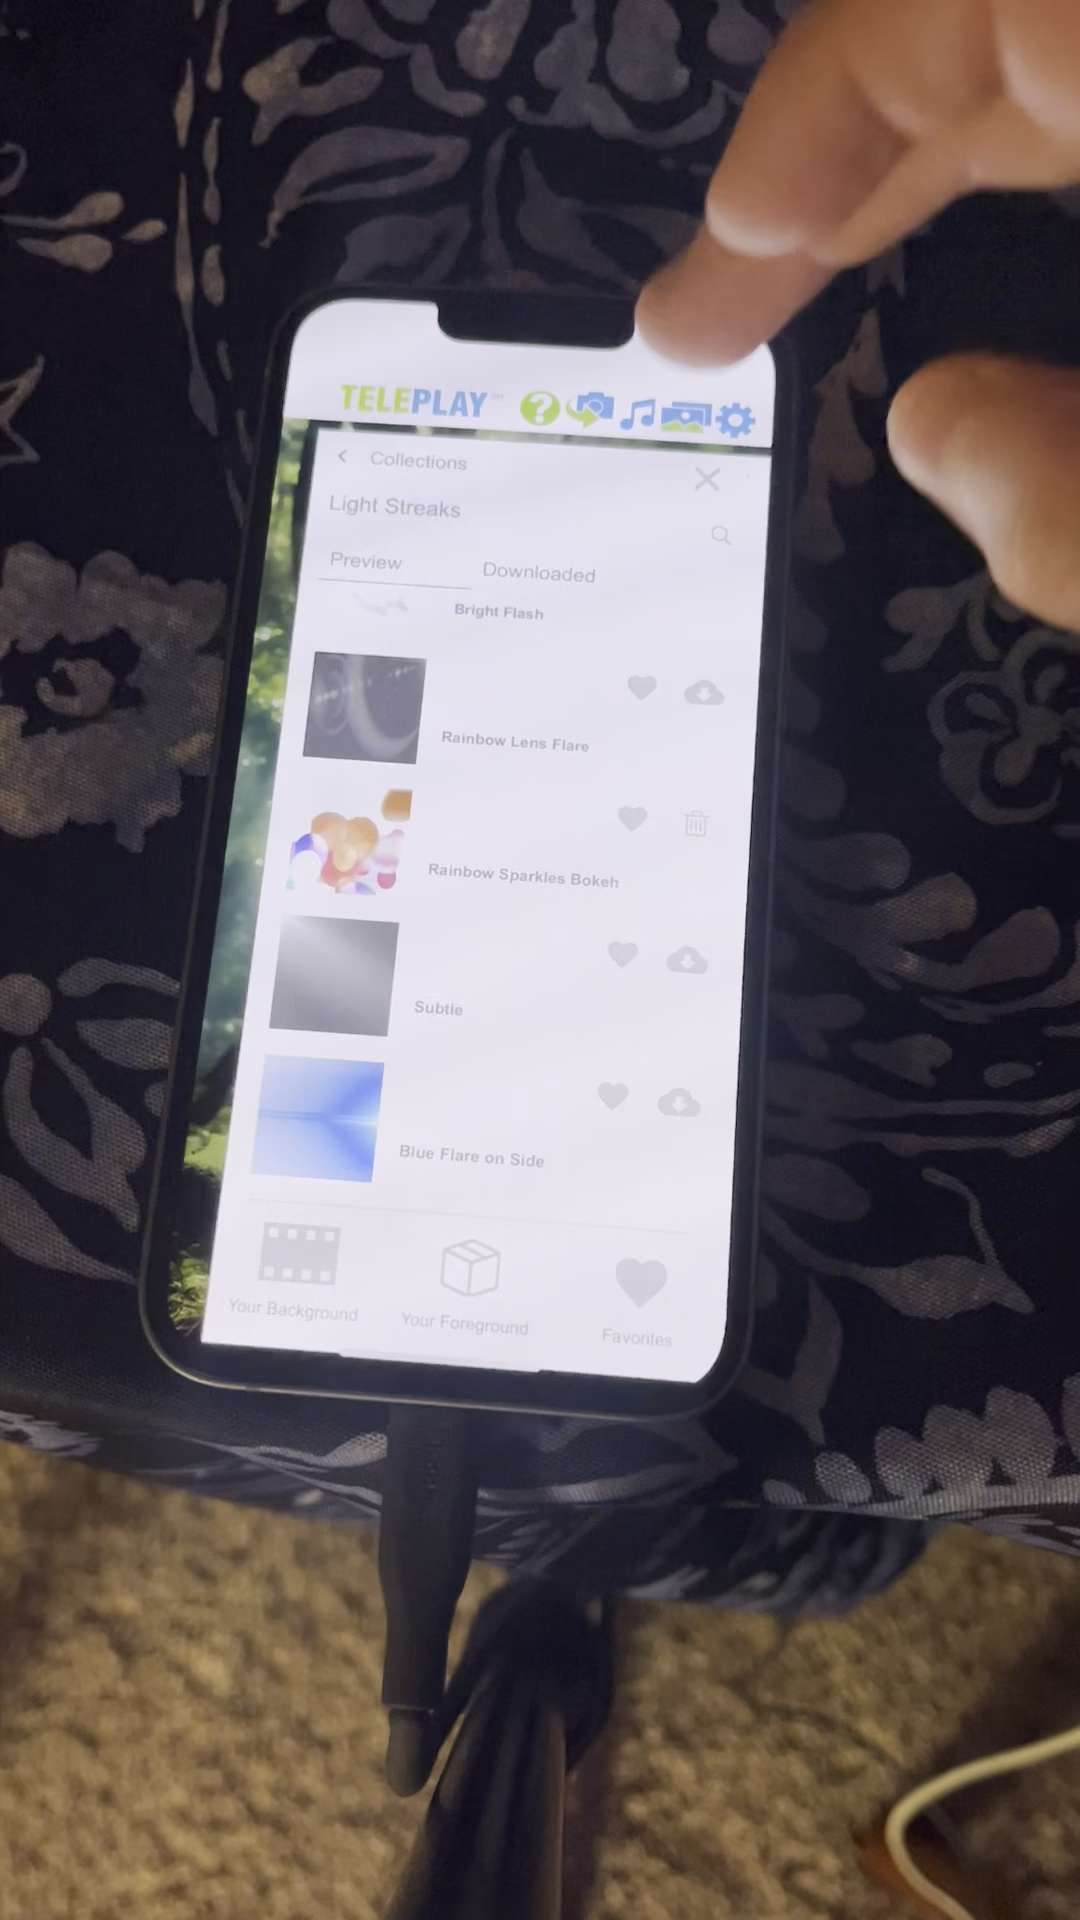 TELEPLAY™
Collections
Light Streaks
Preview
Downloaded
Bright Flash
Rainbow Lens Flare
Rainbow Sparkles Bokeh
Subtle
Blue Flare on Side
Your Background
Your Foreground
Favorites